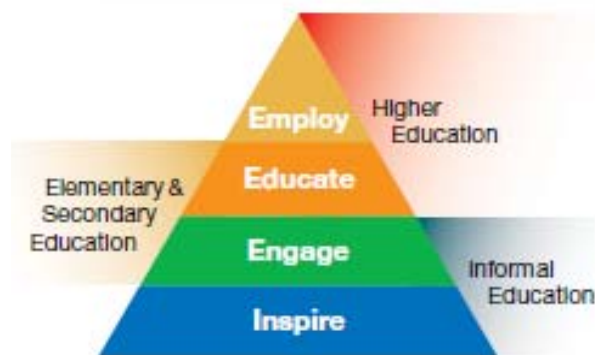 Employ
Higher
Education
Educate
Elementary &
Secondary
Education
Engage
Informal
Education
Inspire